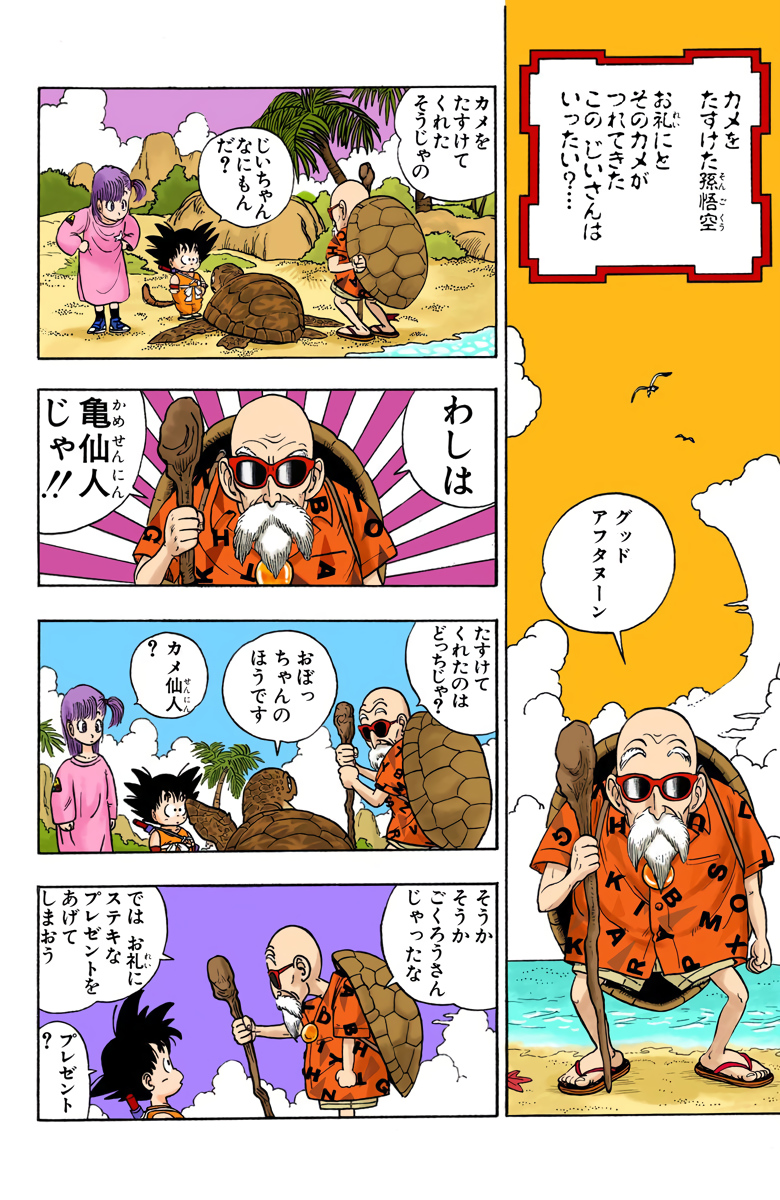 カメを
たすけた孫悟空
お礼にと
そのカメが
つれてきた
この じいさんは
いったい？…
グッド
アフタヌーン
カメを
たすけて
くれた
そうじゃの
じいちゃん
なにもん
だ？
わしは
亀仙人
じゃ!!
たすけて
くれたのは
どっちじゃ？
おぼっ
ちゃんの
ほうです
カメ仙人
？
そうか
そうか
ごくろうさん
じゃったな
では お礼に
ステキな
プレゼントを
あげて
しまおう
プレゼント
？